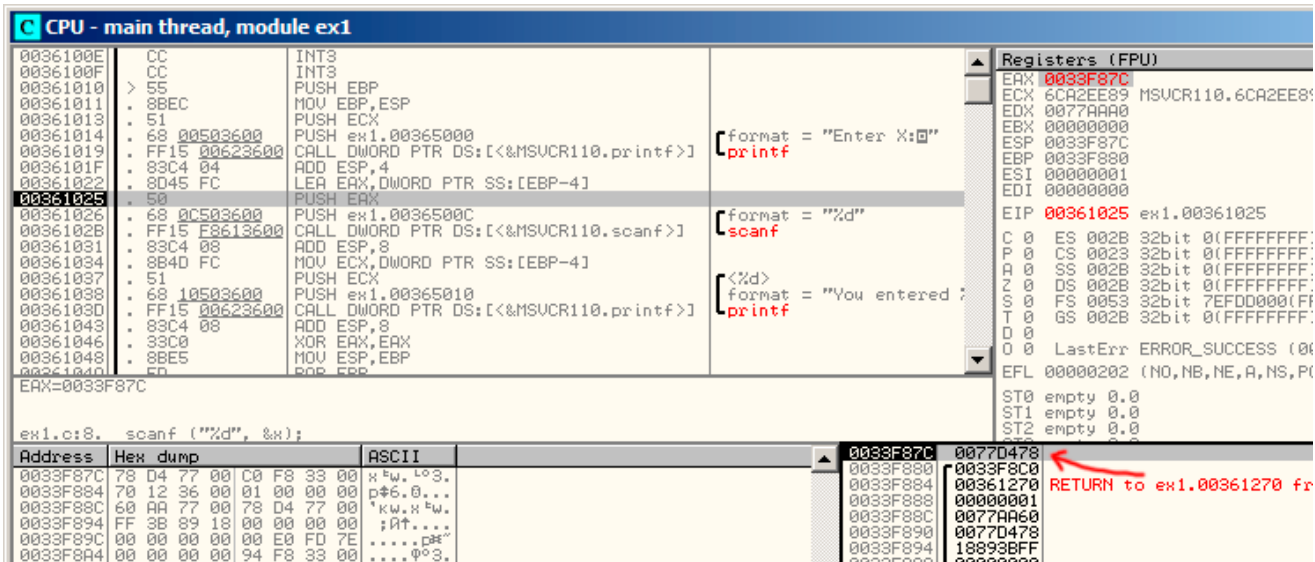 C CPU - main thread, module ex1
0036100E CC INT3
0036100F CC INT3
00361010 > 55 PUSH EBP
00361011 . 8BEC MOV EBP,ESP
00361013 . 51 PUSH ECX
00361014 . 68 00503600 PUSH ex1.00365000 format = "Enter X:◙"
00361019 . FF15 00623600 CALL DWORD PTR DS:[<&MSVCR110.printf>] printf
0036101F . 83C4 04 ADD ESP,4
00361022 . 8D45 FC LEA EAX,DWORD PTR SS:[EBP-4]
00361025 . 50 PUSH EAX
00361026 . 68 0C503600 PUSH ex1.0036500C format = "%d"
0036102B . FF15 F8613600 CALL DWORD PTR DS:[<&MSVCR110.scanf>] scanf
00361031 . 83C4 08 ADD ESP,8
00361034 . 8B4D FC MOV ECX,DWORD PTR SS:[EBP-4]
00361037 . 51 PUSH ECX <%d>
00361038 . 68 10503600 PUSH ex1.00365010 format = "You entered %
0036103D . FF15 00623600 CALL DWORD PTR DS:[<&MSVCR110.printf>] printf
00361043 . 83C4 08 ADD ESP,8
00361046 . 33C0 XOR EAX,EAX
00361048 . 8BE5 MOV ESP,EBP
EAX=0033F87C
ex1.c:8. scanf ("%d", &x);
Registers (FPU)
EAX 0033F87C
ECX 6CA2EE89 MSVCR110.6CA2EE89
EDX 0077AAA0
EBX 00000000
ESP 0033F87C
EBP 0033F880
ESI 00000001
EDI 00000000
EIP 00361025 ex1.00361025
C 0 ES 002B 32bit 0(FFFFFFFF)
P 0 CS 0023 32bit 0(FFFFFFFF)
A 0 SS 002B 32bit 0(FFFFFFFF)
Z 0 DS 002B 32bit 0(FFFFFFFF)
S 0 FS 0053 32bit 7EFDD000(FF
T 0 GS 002B 32bit 0(FFFFFFFF)
D 0
O 0 LastErr ERROR_SUCCESS (00
EFL 00000202 (NO,NB,NE,A,NS,PO
ST0 empty 0.0
ST1 empty 0.0
ST2 empty 0.0
Address Hex dump ASCII
0033F87C 78 D4 77 00 C0 F8 33 00 x╘w.└°3.
0033F884 70 12 36 00 01 00 00 00 p↕6.☺...
0033F88C 60 AA 77 00 78 D4 77 00 `кw.x╘w.
0033F894 FF 3B 89 18 00 00 00 00 ;Й↑....
0033F89C 00 00 00 00 00 E0 FD 7E
0033F8A4 00 00 00 00 94 F8 33 00 ....Ф°3.
0033F87C 0077D478
0033F880 0033F8C0
0033F884 00361270 RETURN to ex1.00361270 fr
0033F888 00000001
0033F88C 0077AA60
0033F890 0077D478
0033F894 18893BFF